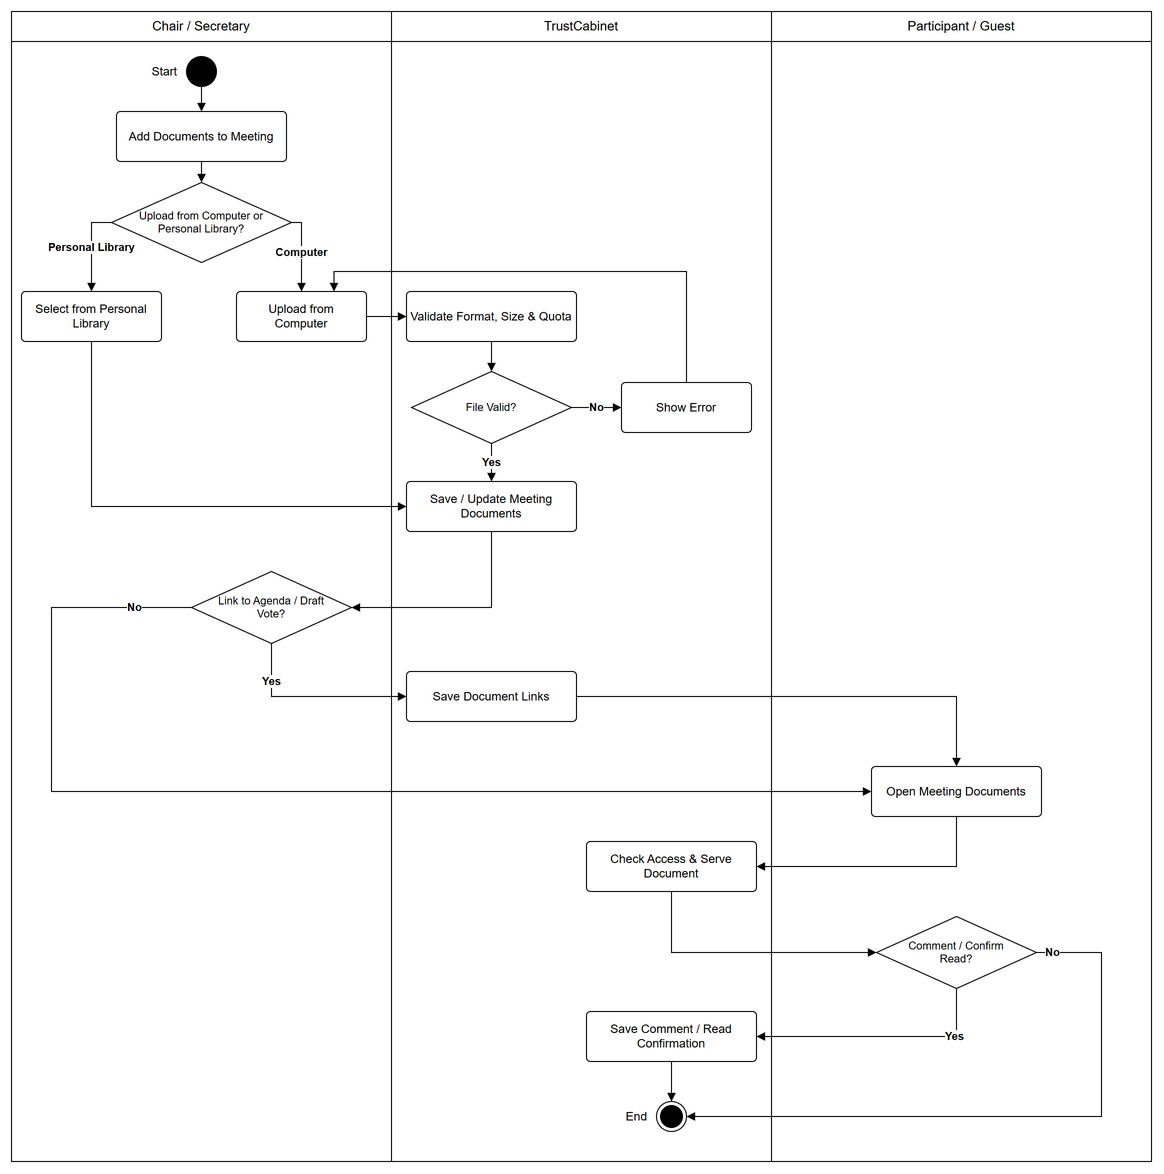 Chair / Secretary
TrustCabinet
Participant / Guest
Start
Add Documents to Meeting
Upload from Computer or
Personal Library?
Personal Library
Computer
Select from Personal
Library
Upload from
Computer
Validate Format, Size & Quota
File Valid?
No
Show Error
Yes
Save / Update Meeting
Documents
Link to Agenda / Draft
Vote?
No
Yes
Save Document Links
Open Meeting Documents
Check Access & Serve
Document
Comment / Confirm
Read?
No
Yes
Save Comment / Read
Confirmation
End